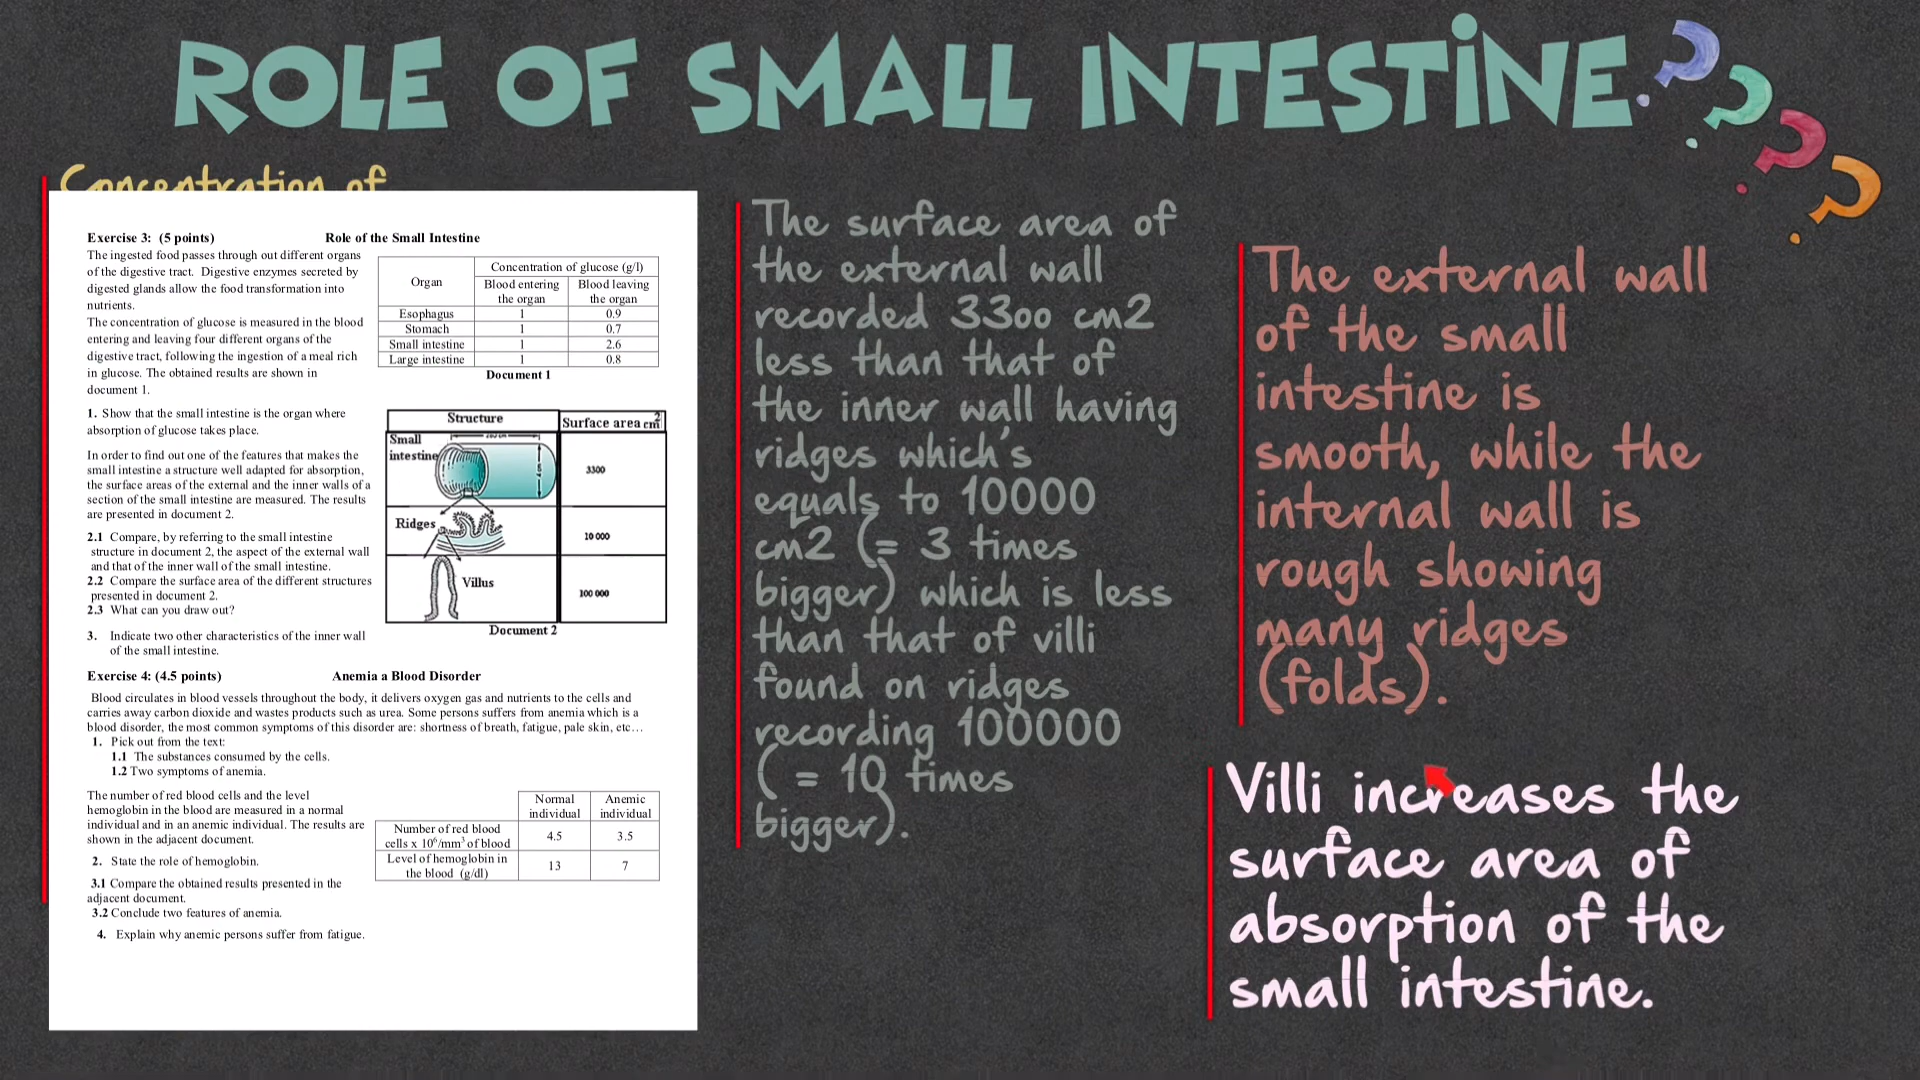 ROLE OF SMALL INTESTINE
Concentration of
Exercise 3: (5 points)
Role of the Small Intestine
The ingested food passes through out different organs
of the digestive tract. Digestive enzymes secreted by
digested glands allow the food transformation into
nutrients.
The concentration of glucose is measured in the blood
entering and leaving four different organs of the
digestive tract, following the ingestion of a meal rich
in glucose. The obtained results are shown in
document 1.
Organ
Concentration of glucose (g/l)
Blood entering the organ
Blood leaving the organ
Esophagus 1 0.9
Stomach 1 0.7
Small intestine 1 2.6
Large intestine 1 0.8
Document 1
1. Show that the small intestine is the organ where
absorption of glucose takes place.
In order to find out one of the features that makes the
small intestine a structure well adapted for absorption,
the surface areas of the external and the inner walls of a
section of the small intestine are measured. The results
are presented in document 2.
2.1 Compare, by referring to the small intestine
structure in document 2, the aspect of the external wall
and that of the inner wall of the small intestine.
2.2 Compare the surface area of the different structures
presented in document 2.
2.3 What can you draw out?
3. Indicate two other characteristics of the inner wall
of the small intestine.
Structure
Surface area cm2
Small
intestine
3300
Ridges
10 000
Villus
100 000
Document 2
Exercise 4: (4.5 points)
Anemia a Blood Disorder
Blood circulates in blood vessels throughout the body, it delivers oxygen gas and nutrients to the cells and
carries away carbon dioxide and wastes products such as urea. Some persons suffers from anemia which is a
blood disorder, the most common symptoms of this disorder are: shortness of breath, fatigue, pale skin, etc…
1. Pick out from the text:
1.1 The substances consumed by the cells.
1.2 Two symptoms of anemia.
The number of red blood cells and the level
hemoglobin in the blood are measured in a normal
individual and in an anemic individual. The results are
shown in the adjacent document.
2. State the role of hemoglobin.
3.1 Compare the obtained results presented in the
adjacent document.
3.2 Conclude two features of anemia.
4. Explain why anemic persons suffer from fatigue.
Normal individual
Anemic individual
Number of red blood
cells x 10⁶/mm³ of blood
4.5 3.5
Level of hemoglobin in
the blood (g/dl)
13 7
The surface area of
the external wall
recorded 3300 cm2
less than that of
the inner wall having
ridges which's
equals to 10000
cm2 (= 3 times
bigger) which is less
than that of villi
found on ridges
recording 100000
( = 10 times
bigger).
The external wall
of the small
intestine is
smooth, while the
internal wall is
rough showing
many ridges
(folds).
Villi increases the
surface area of
absorption of the
small intestine.